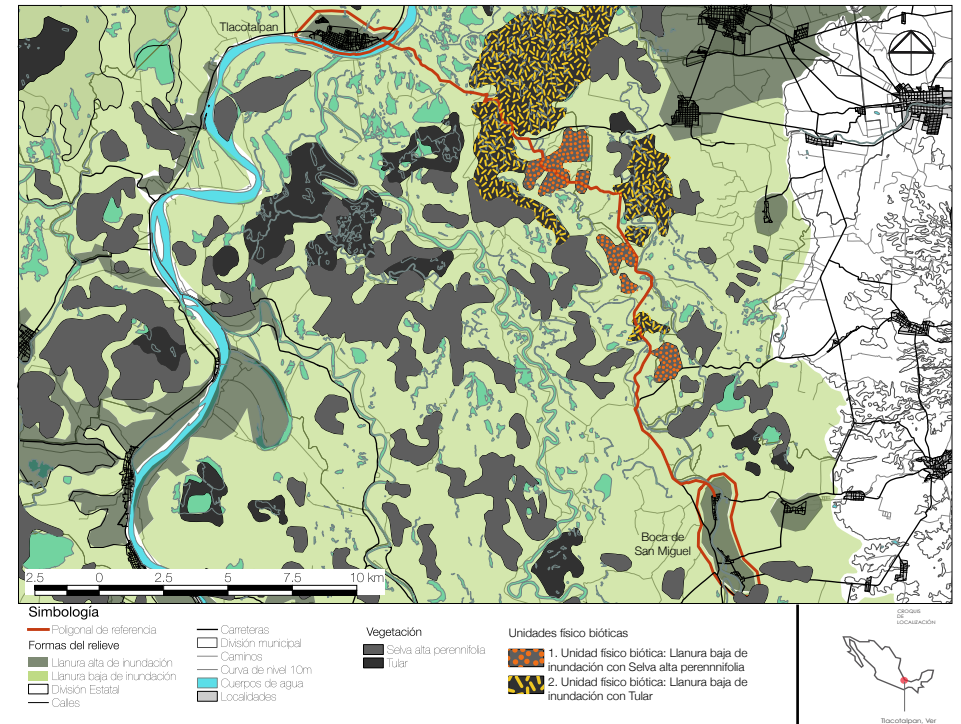 Tlacotalpan
Boca de
San Miguel
2.5 0 2.5 5 7.5 10 km
Simbología
Poligonal de referencia
Formas del relieve
Llanura alta de inundación
Llanura baja de inundación
División Estatal
Calles
Carreteras
División municipal
Caminos
Curva de nivel 10m
Cuerpos de agua
Localidades
Vegetación
Selva alta perennifolia
Tular
Unidades físico bióticas
1. Unidad físico biótica: Llanura baja de
inundación con Selva alta perennnifolia
2. Unidad físico biótica: Llanura baja de
inundación con Tular
CROQUIS
DE
LOCALIZACIÓN
Tlacotalpan, Ver